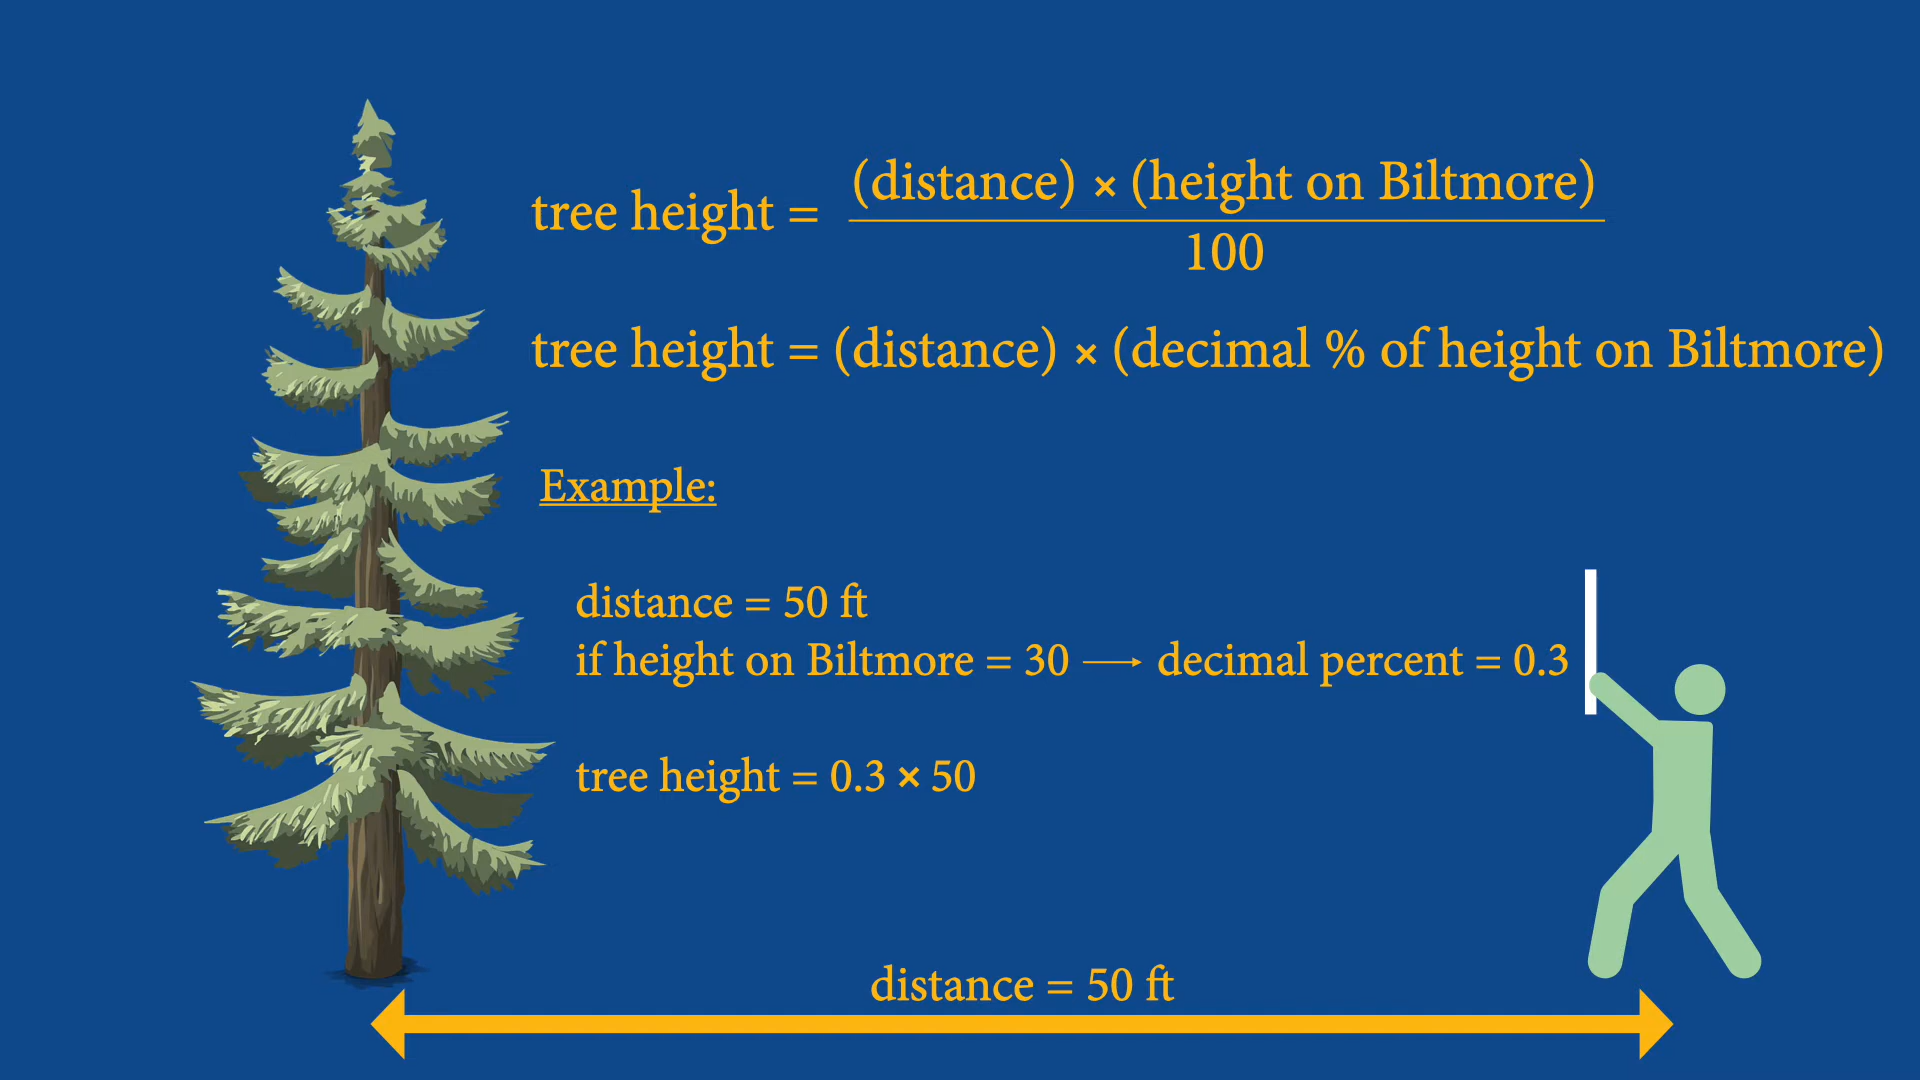 tree height = (distance) × (height on Biltmore)
100
tree height = (distance) × (decimal % of height on Biltmore)
Example:
distance = 50 ft
if height on Biltmore = 30 → decimal percent = 0.3
tree height = 0.3 × 50
distance = 50 ft